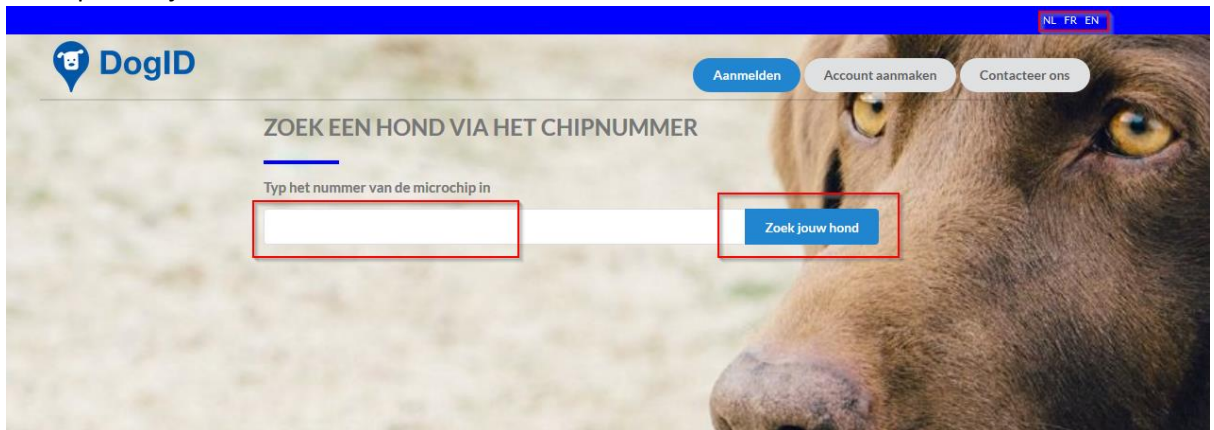 NL FR EN
DogID
Aanmelden
Account aanmaken
Contacteer ons
ZOEK EEN HOND VIA HET CHIPNUMMER
Typ het nummer van de microchip in
Zoek jouw hond